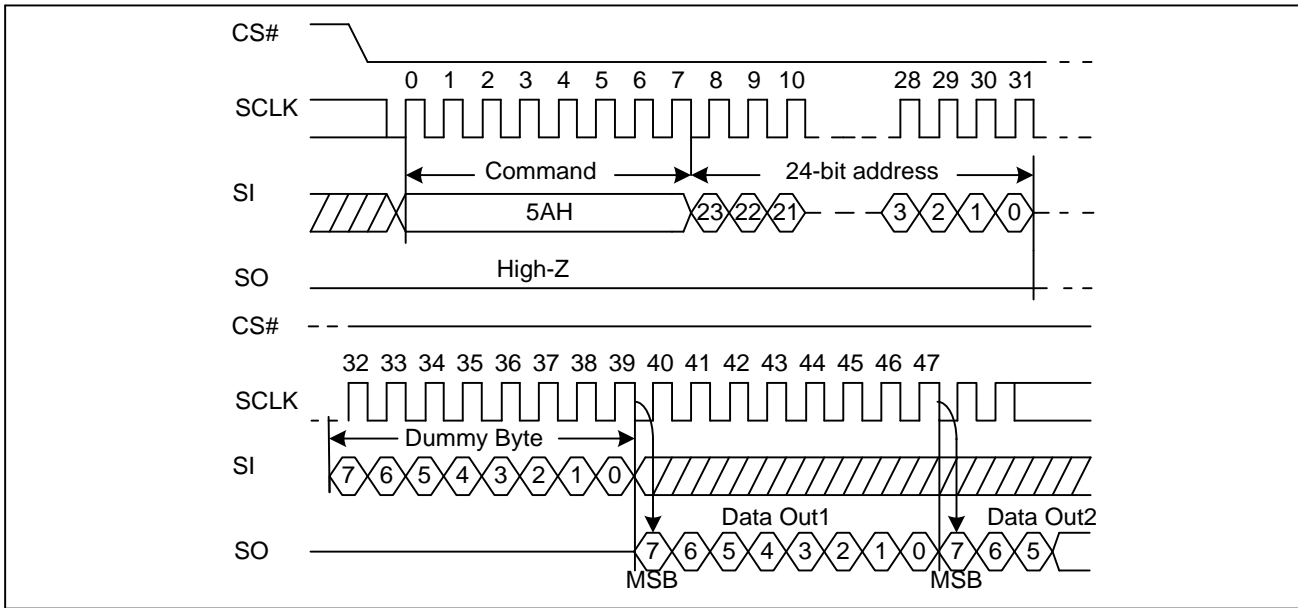 CS#
0 1 2 3 4 5 6 7 8 9 10 28 29 30 31
SCLK
Command 24-bit address
SI
5AH 23 22 21 3 2 1 0
High-Z
SO
CS#
32 33 34 35 36 37 38 39 40 41 42 43 44 45 46 47
SCLK
Dummy Byte
SI
7 6 5 4 3 2 1 0
Data Out1 Data Out2
SO
7 6 5 4 3 2 1 0 7 6 5
MSB MSB